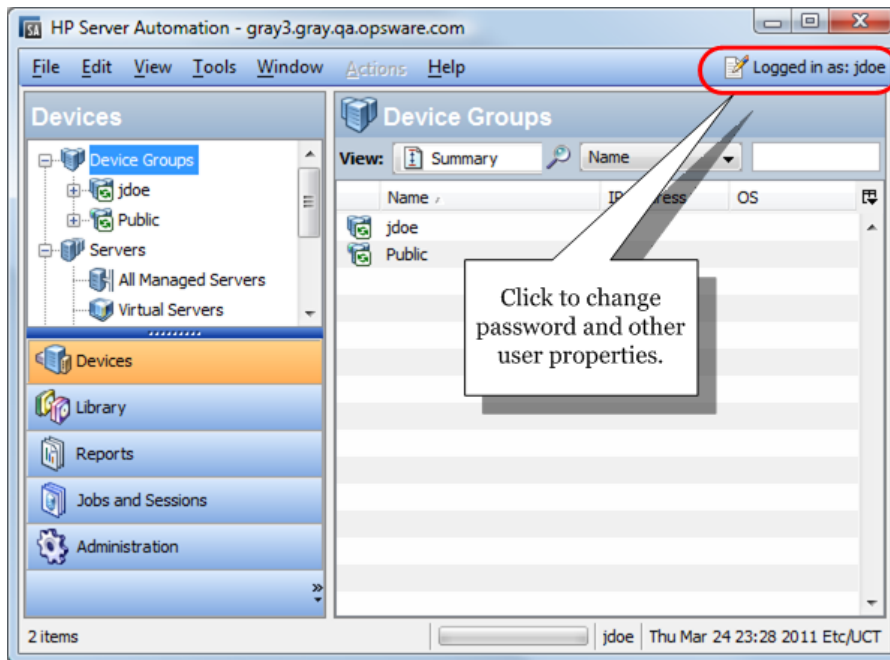 HP Server Automation - gray3.gray.qa.opsware.com
File Edit View Tools Window Actions Help
Logged in as: jdoe
Devices
Device Groups
jdoe
Public
Servers
All Managed Servers
Virtual Servers
Devices
Library
Reports
Jobs and Sessions
Administration
Device Groups
View: Summary Name
Name OS
jdoe
Public
Click to change
password and other
user properties.
2 items
jdoe Thu Mar 24 23:28 2011 Etc/UCT